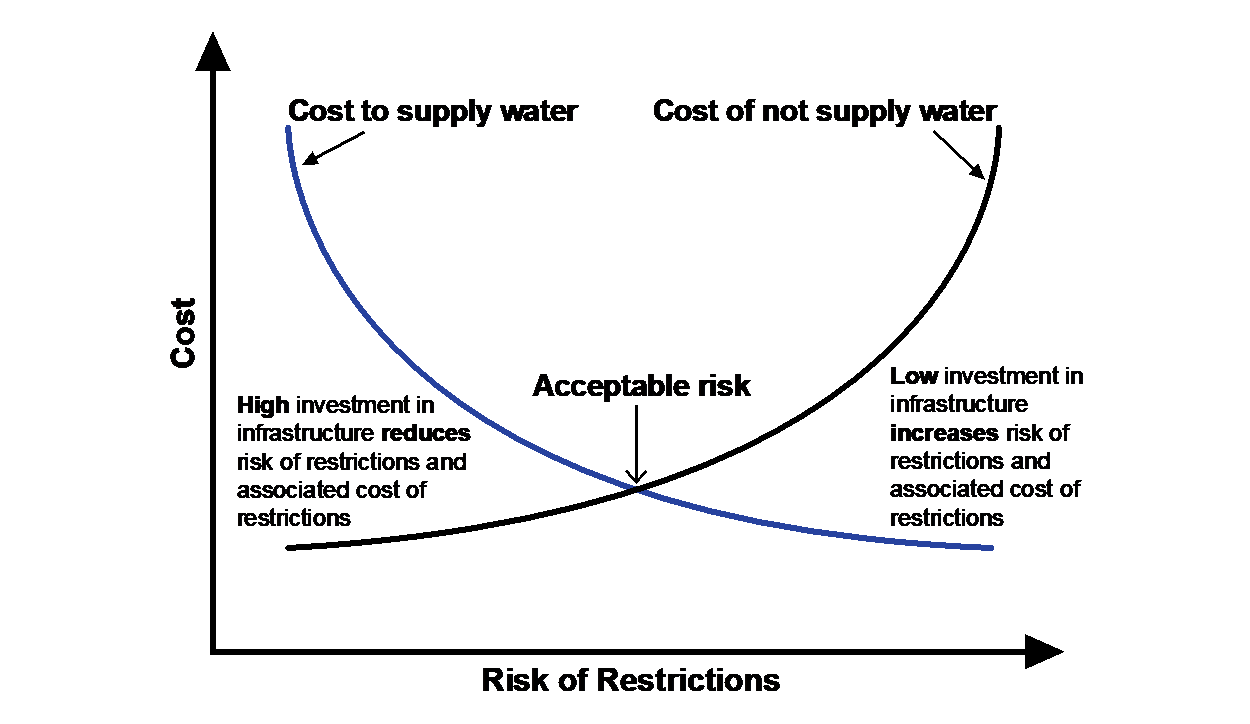 Cost to supply water
Cost of not supply water
Cost
Acceptable risk
High investment in
infrastructure reduces
risk of restrictions and
associated cost of
restrictions
Low investment in
infrastructure
increases risk of
restrictions and
associated cost of
restrictions
Risk of Restrictions